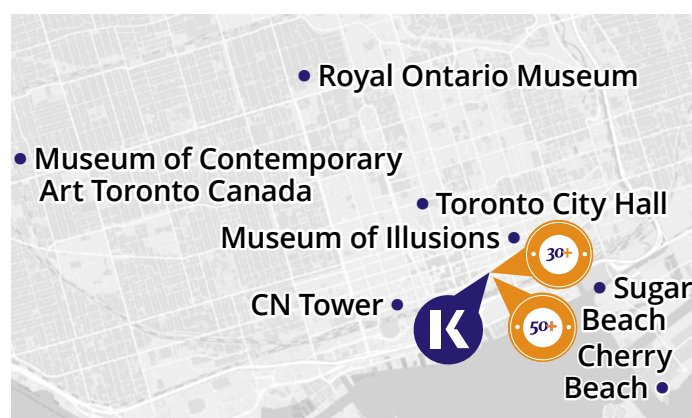 Royal Ontario Museum
Museum of Contemporary
Art Toronto Canada
Toronto City Hall
Museum of Illusions
30+
CN Tower
Sugar
Beach
K
50+
Cherry
Beach